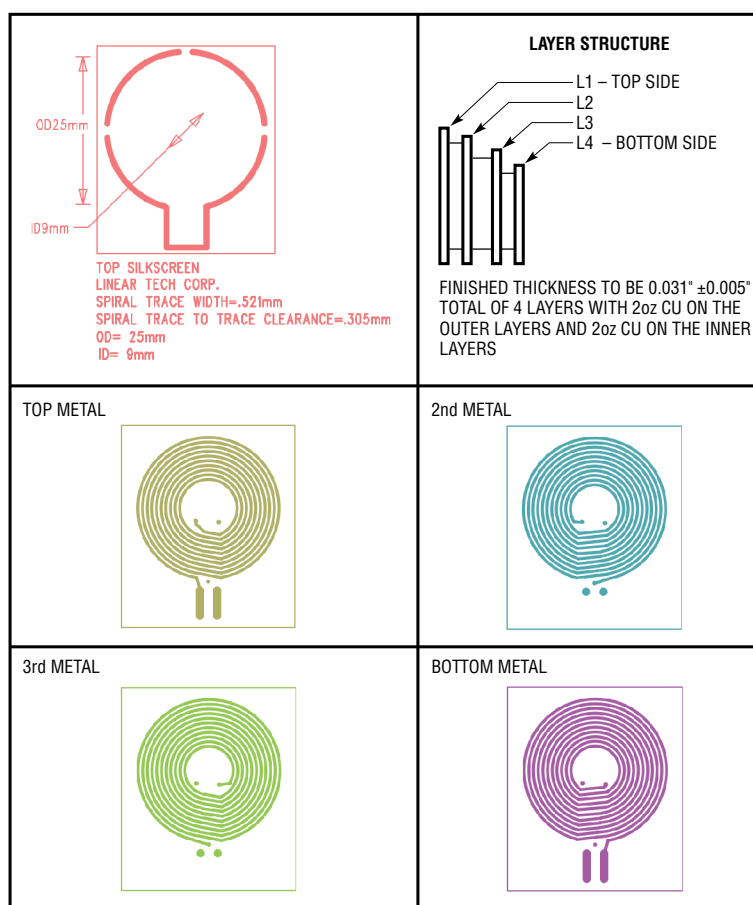 OD25mm
ID9mm
TOP SILKSCREEN
LINEAR TECH CORP.
SPIRAL TRACE WIDTH=.521mm
SPIRAL TRACE TO TRACE CLEARANCE=.305mm
OD= 25mm
ID= 9mm
LAYER STRUCTURE
L1 – TOP SIDE
L2
L3
L4 – BOTTOM SIDE
FINISHED THICKNESS TO BE 0.031" ±0.005"
TOTAL OF 4 LAYERS WITH 2oz CU ON THE
OUTER LAYERS AND 2oz CU ON THE INNER
LAYERS
TOP METAL
2nd METAL
3rd METAL
BOTTOM METAL